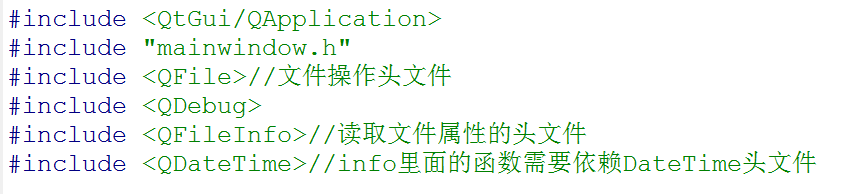 #include <QtGui/QApplication>
#include "mainwindow.h"
#include <QFile>//文件操作头文件
#include <QDebug>
#include <QFileInfo>//读取文件属性的头文件
#include <QDateTime>//info里面的函数需要依赖DateTime头文件